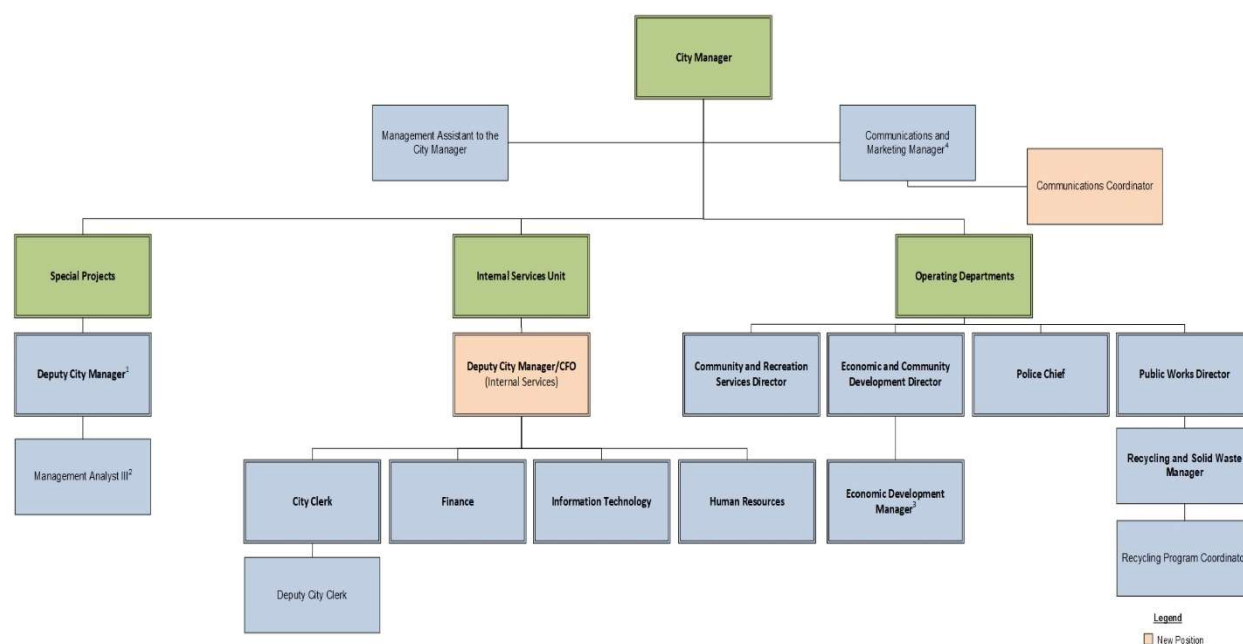 City Manager
Management Assistant to the
City Manager
Communications and
Marketing Manager⁴
Communications Coordinator
Special Projects
Internal Services Unit
Operating Departments
Deputy City Manager¹
Deputy City Manager/CFO
(Internal Services)
Community and Recreation
Services Director
Economic and Community
Development Director
Police Chief
Public Works Director
Management Analyst III²
City Clerk
Finance
Information Technology
Human Resources
Economic Development
Manager³
Recycling and Solid Waste
Manager
Deputy City Clerk
Recycling Program Coordinator
Legend
New Position